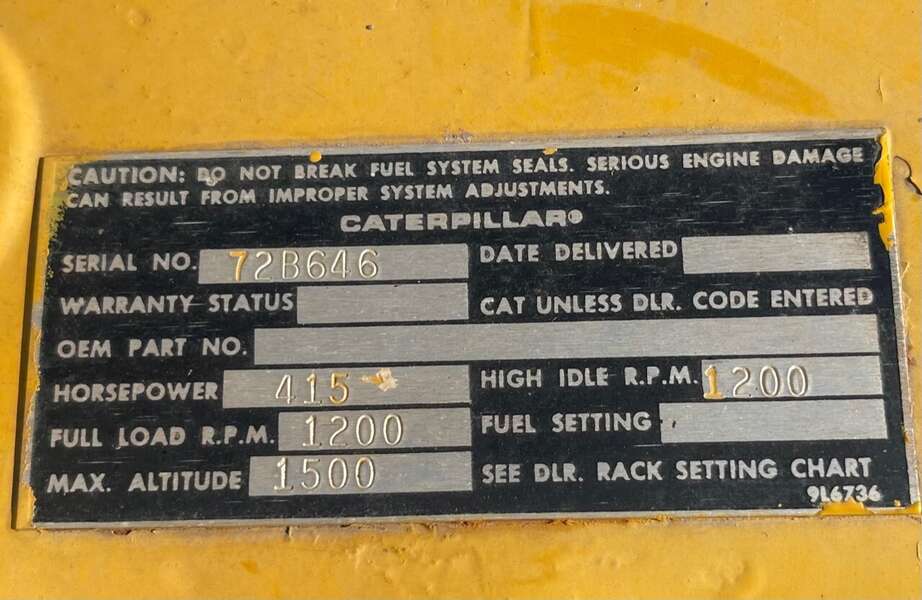 CAUTION: DO NOT BREAK FUEL SYSTEM SEALS. SERIOUS ENGINE DAMAGE
CAN RESULT FROM IMPROPER SYSTEM ADJUSTMENTS.
CATERPILLAR®
SERIAL NO. 72B646 DATE DELIVERED
WARRANTY STATUS CAT UNLESS DLR. CODE ENTERED
OEM PART NO.
HORSEPOWER 415 HIGH IDLE R.P.M. 1200
FULL LOAD R.P.M. 1200 FUEL SETTING
MAX. ALTITUDE 1500 SEE DLR. RACK SETTING CHART
9L6736